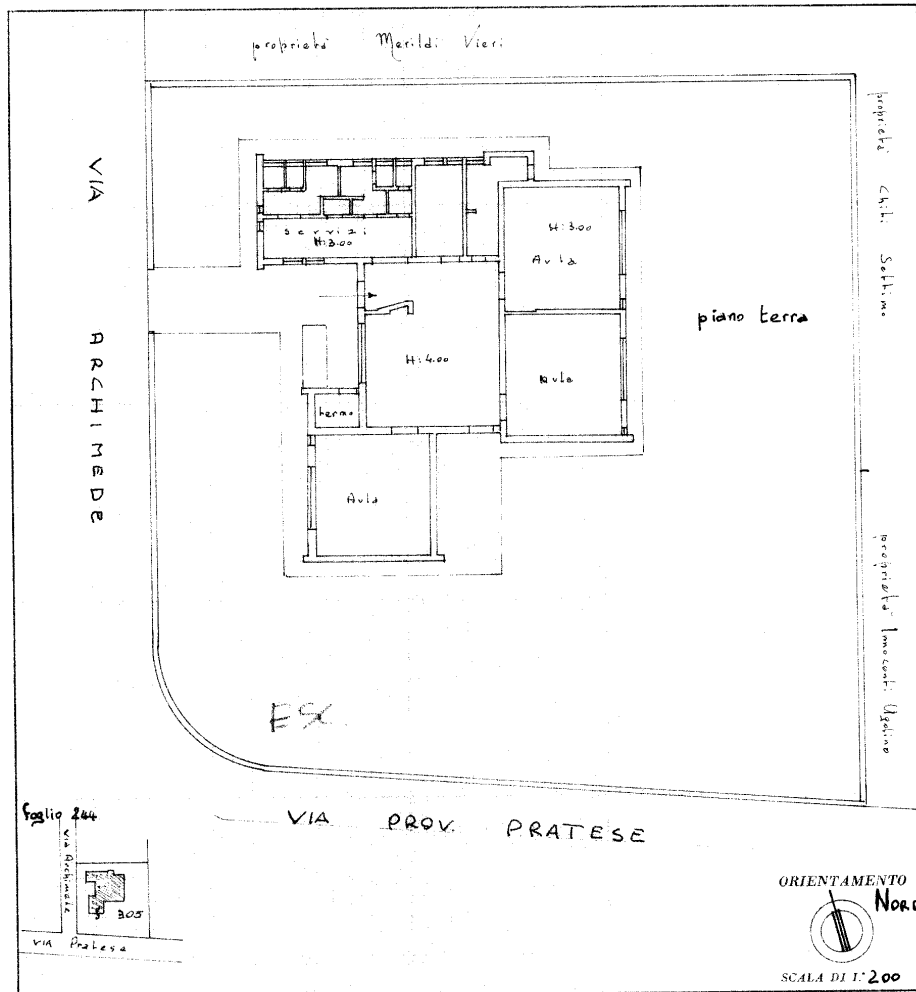 proprietà Merildi Vieri
proprietà Chiti Settimo
VIA ARCHIMEDE
servizi
H: 3.00
H: 3.00
Aula
piano terra
H: 4.00
Aula
termo
Aula
proprietà Innocenti Ugolino
ESC
VIA PROV. PRATESE
foglio 244
via Archimede
305
VIA Pratese
ORIENTAMENTO
NORD
SCALA DI 1:200